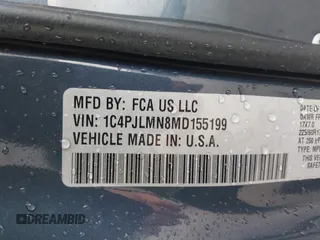 MFD BY: FCA US LLC
VIN: 1C4PJLMN8MD155199
VEHICLE MADE IN: U.S.A.
DREAMBID